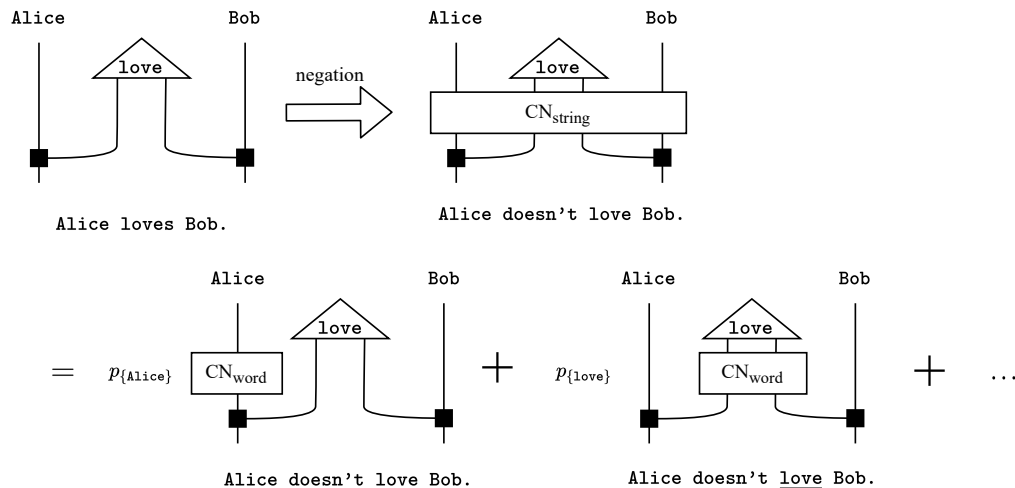 Alice Bob Alice Bob
love negation love
CN_string
Alice loves Bob. Alice doesn't love Bob.
Alice Bob Alice Bob
love love
= p_{Alice} CN_word + p_{love} CN_word + ...
Alice doesn't love Bob. Alice doesn't love Bob.